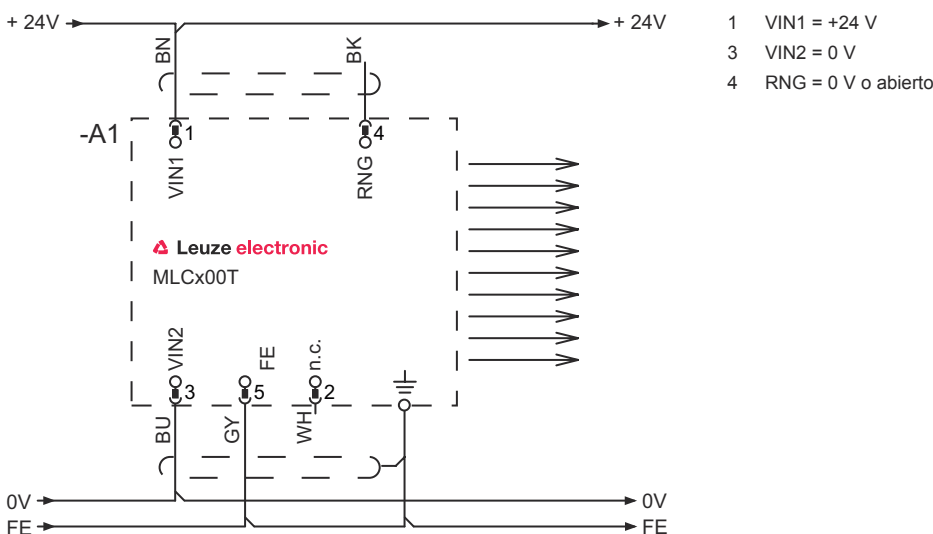 + 24V
+ 24V
1 VIN1 = +24 V
3 VIN2 = 0 V
4 RNG = 0 V o abierto
BN
BK
-A1
1
4
VIN1
RNG
Leuze electronic
MLCx00T
VIN2
FE
n.c.
3
5
2
BU
GY
WH
0V
0V
FE
FE